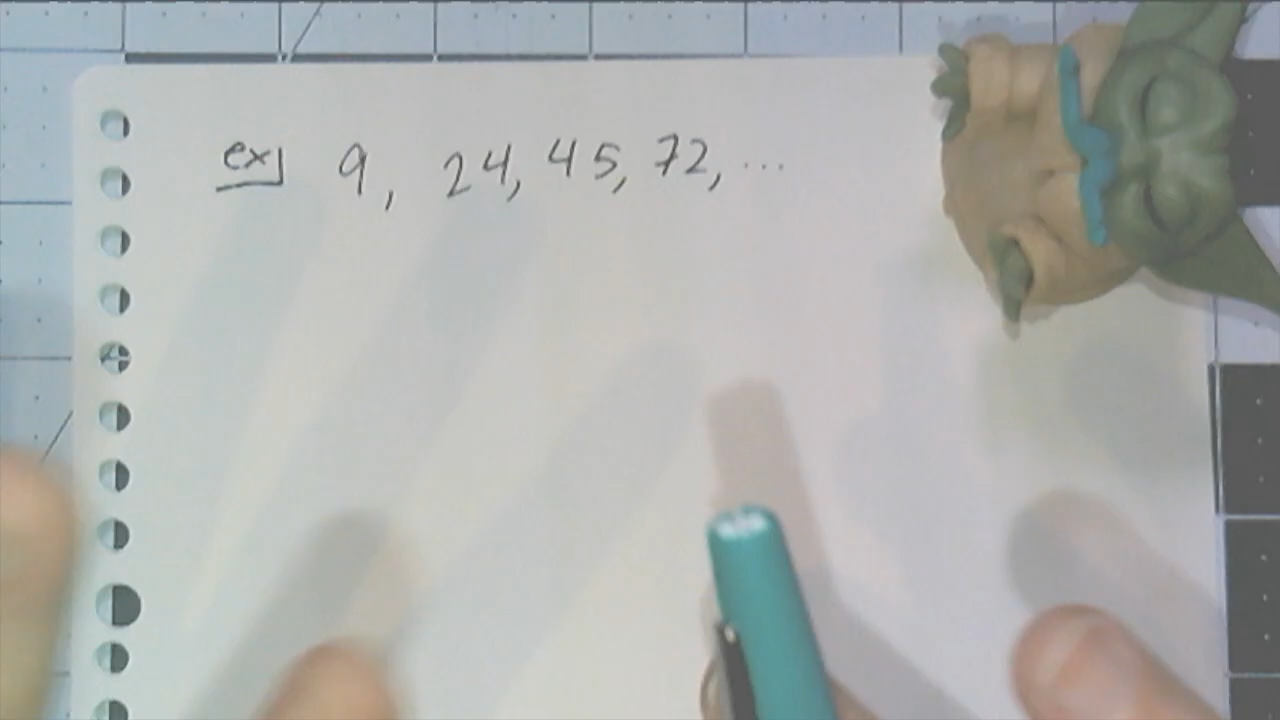 ex 9, 24, 45, 72, ...